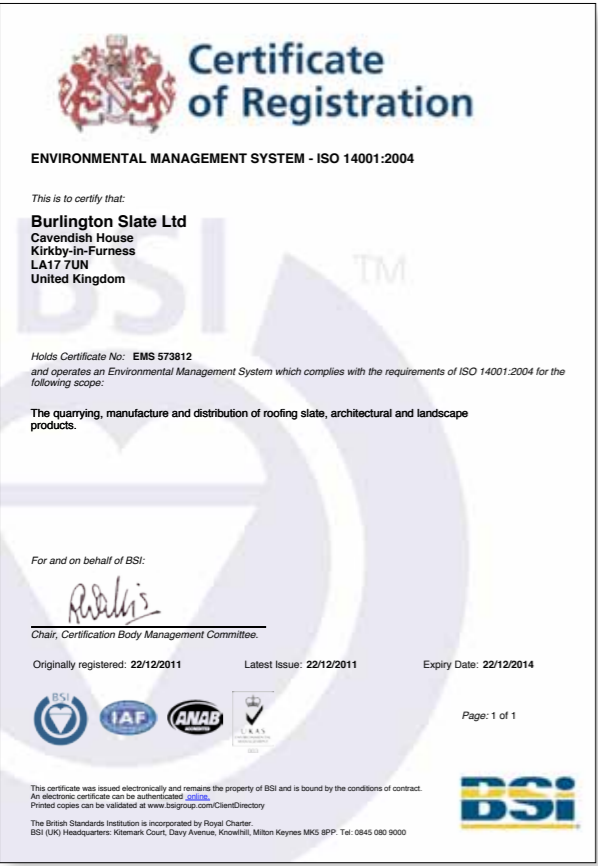 Certificate
of Registration
ENVIRONMENTAL MANAGEMENT SYSTEM - ISO 14001:2004
This is to certify that:
Burlington Slate Ltd
Cavendish House
Kirkby-in-Furness
LA17 7UN
United Kingdom
BSI
TM
Holds Certificate No: EMS 573812
and operates an Environmental Management System which complies with the requirements of ISO 14001:2004 for the
following scope:
The quarrying, manufacture and distribution of roofing slate, architectural and landscape
products.
For and on behalf of BSI:
Chair, Certification Body Management Committee.
Originally registered: 22/12/2011 Latest Issue: 22/12/2011 Expiry Date: 22/12/2014
BSI
IAF
ANAB
ACCREDITED
UKAS
Page: 1 of 1
This certificate was issued electronically and remains the property of BSI and is bound by the conditions of contract.
An electronic certificate can be authenticated online.
Printed copies can be validated at www.bsigroup.com/ClientDirectory
BSi
The British Standards Institution is incorporated by Royal Charter.
BSI (UK) Headquarters: Kitemark Court, Davy Avenue, Knowlhill, Milton Keynes MK5 8PP. Tel: 0845 080 9000